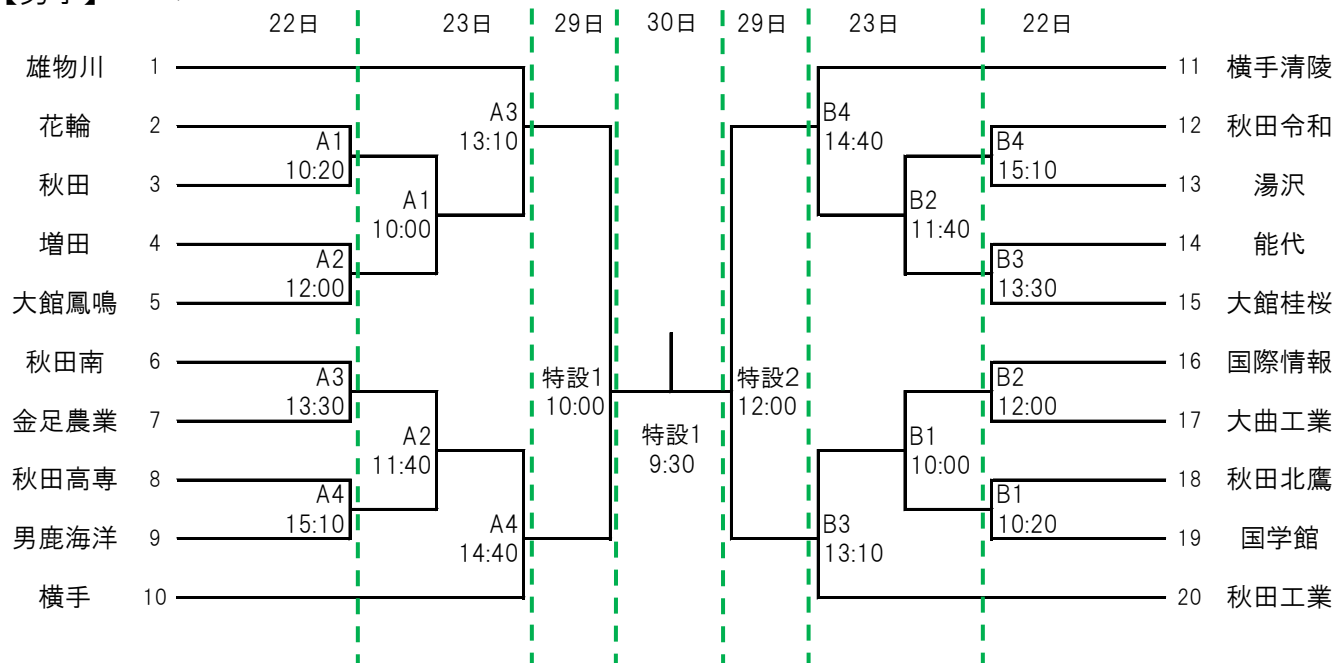 22日 23日 29日 30日 29日 23日 22日
雄物川 1
花輪 2
秋田 3
増田 4
大館鳳鳴 5
秋田南 6
金足農業 7
秋田高専 8
男鹿海洋 9
横手 10
A1
10:20
A2
12:00
A3
13:30
A4
15:10
A1
10:00
A2
11:40
A3
13:10
A4
14:40
特設1
10:00
特設1
9:30
特設2
12:00
B4
14:40
B3
13:10
B2
11:40
B1
10:00
B4
15:10
B3
13:30
B2
12:00
B1
10:20
11 横手清陵
12 秋田令和
13 湯沢
14 能代
15 大館桂桜
16 国際情報
17 大曲工業
18 秋田北鷹
19 国学館
20 秋田工業